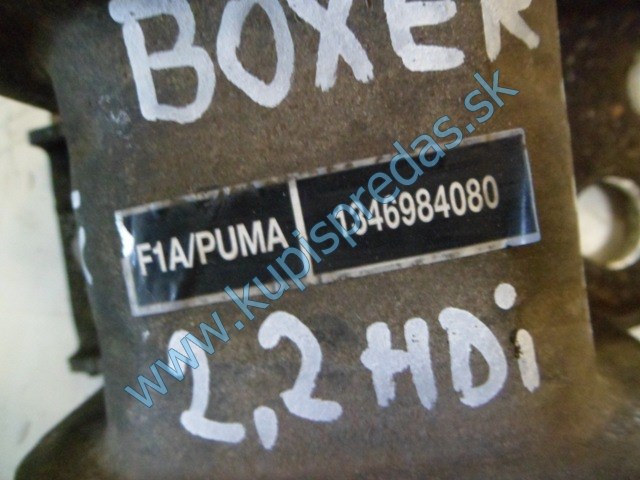 BOXER
F1A/PUMA 1346984080
2,2 HDi
www.kupispredas.sk